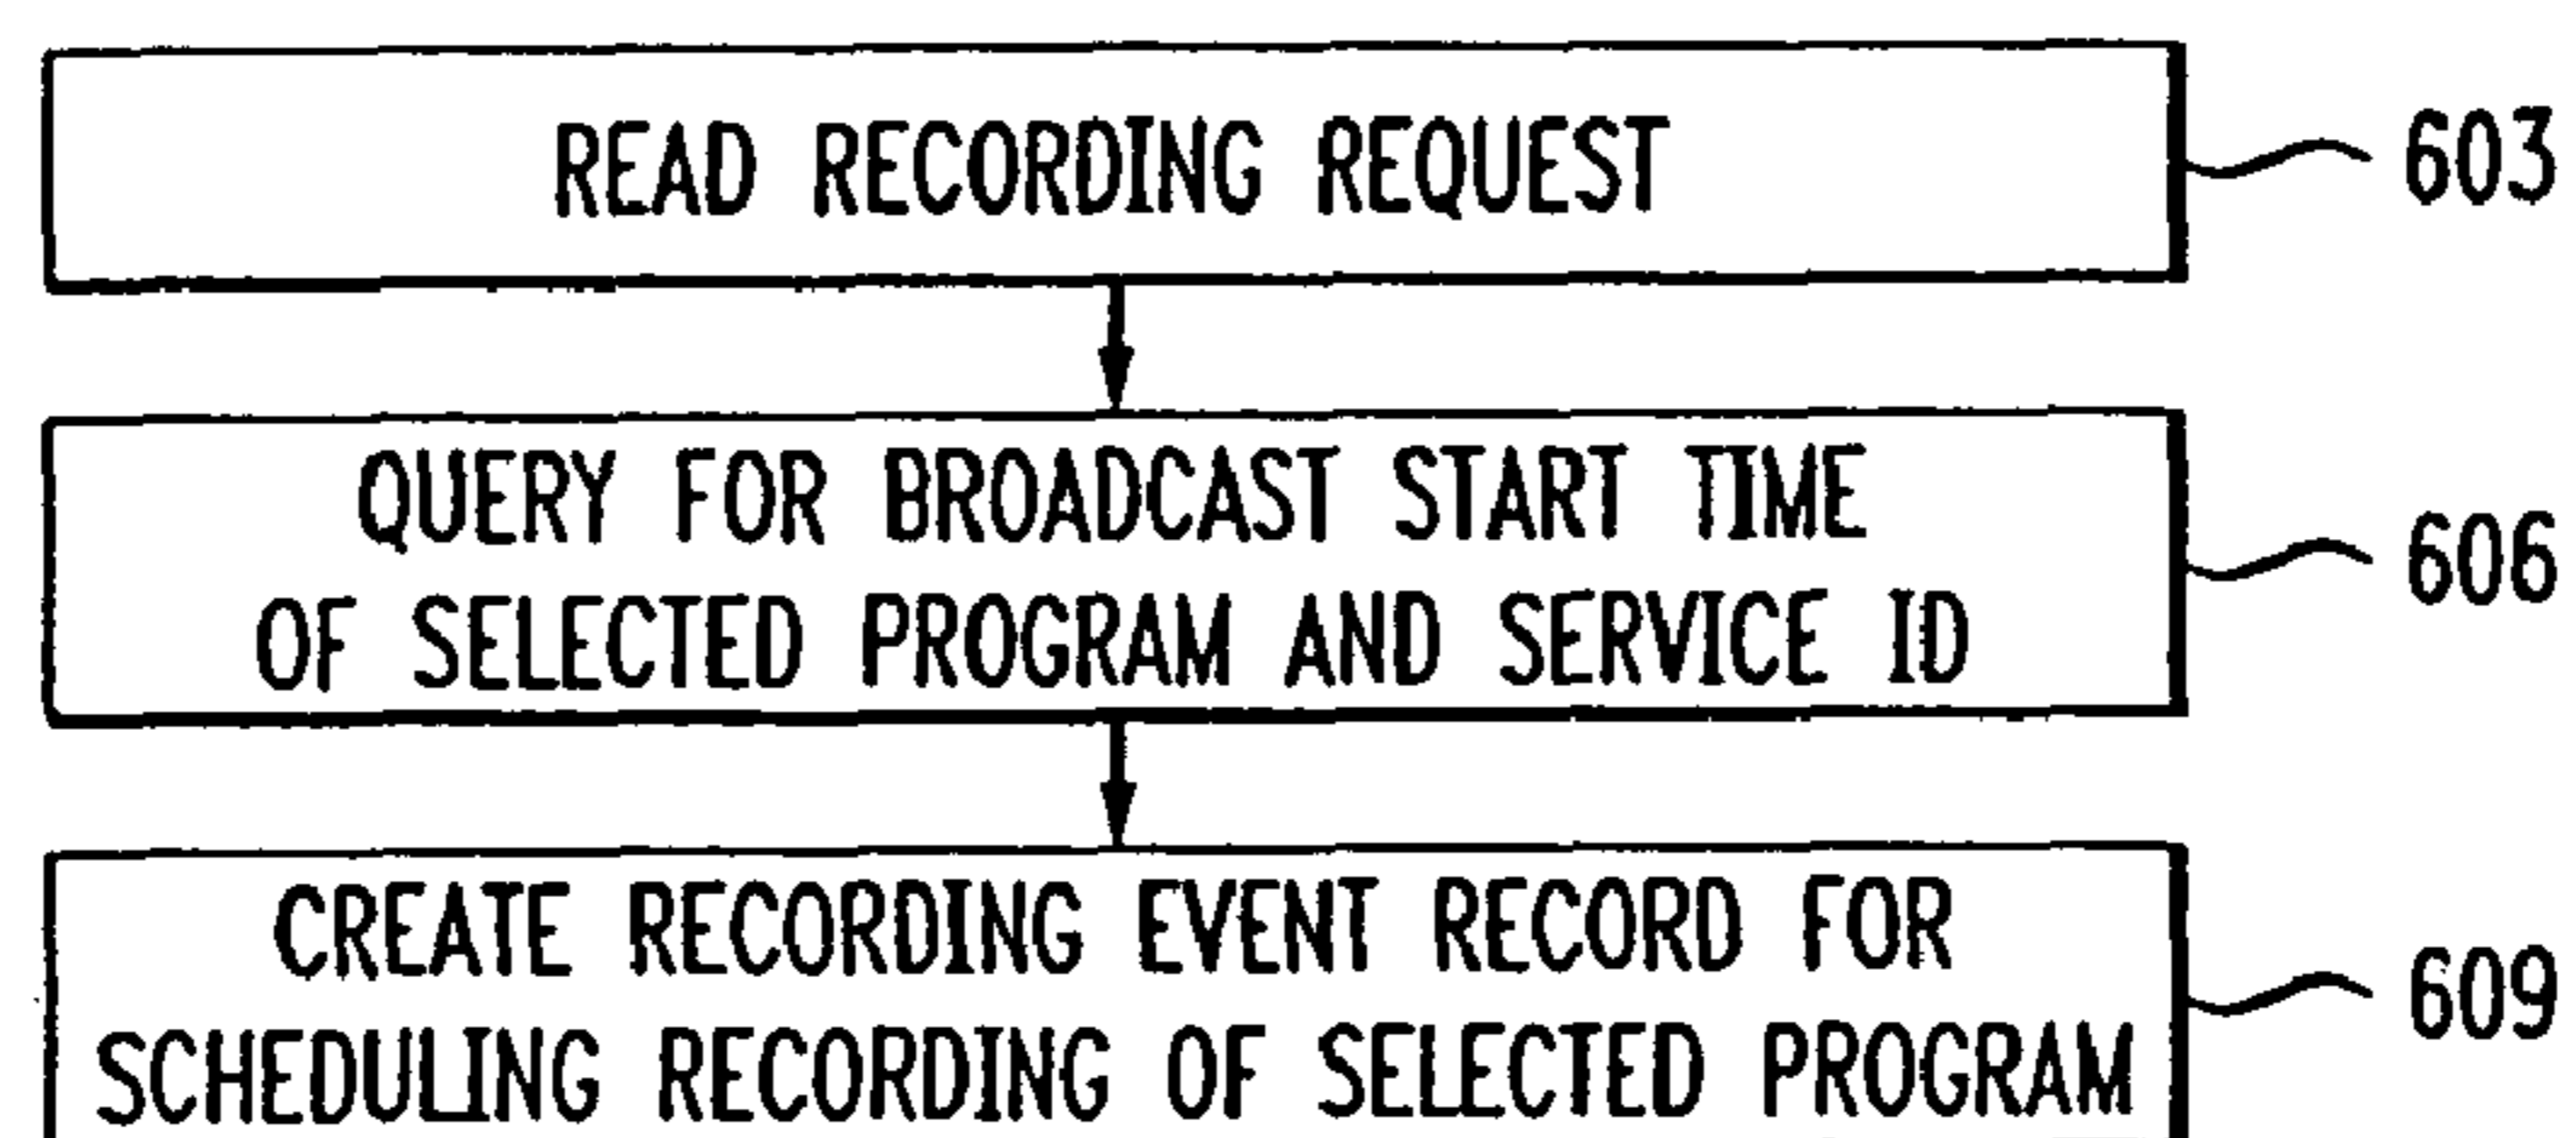 READ RECORDING REQUEST
603
QUERY FOR BROADCAST START TIME
OF SELECTED PROGRAM AND SERVICE ID
606
CREATE RECORDING EVENT RECORD FOR
SCHEDULING RECORDING OF SELECTED PROGRAM
609